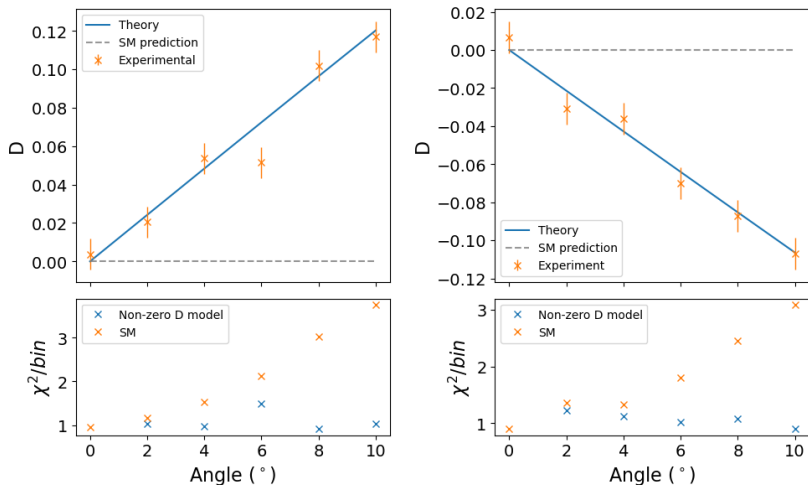 0.12
0.10
0.08
0.06
0.04
0.02
0.00
D
Theory
SM prediction
Experimental
3
2
1
χ²/bin
Non-zero D model
SM
0 2 4 6 8 10
Angle (°)
0.02
0.00
−0.02
−0.04
−0.06
−0.08
−0.10
−0.12
D
Theory
SM prediction
Experiment
3
2
1
χ²/bin
Non-zero D model
SM
0 2 4 6 8 10
Angle (°)